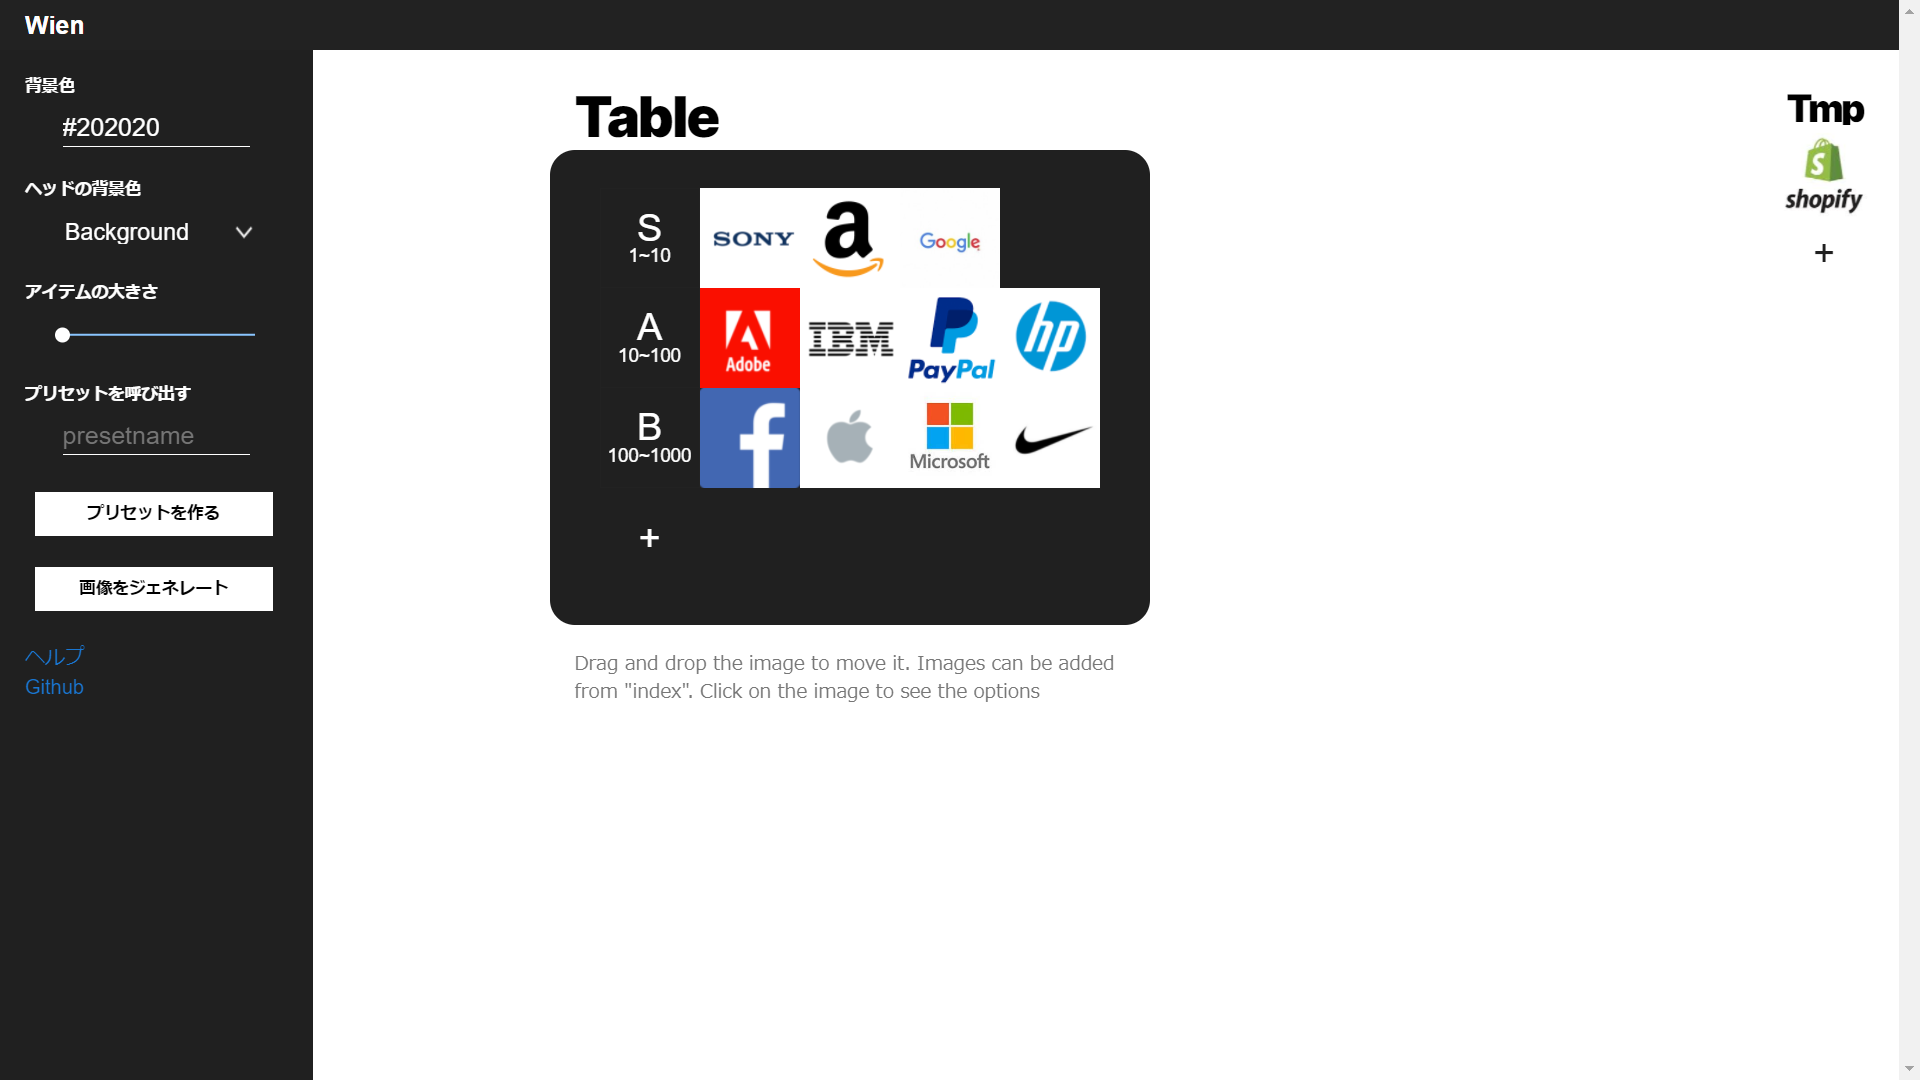 Wien
背景色
#202020
ヘッドの背景色
Background
アイテムの大きさ
プリセットを呼び出す
presetname
プリセットを作る
画像をジェネレート
ヘルプ
Github
Table
S
1~10
SONY
a
Google
A
10~100
Adobe
IBM
PayPal
hp
B
100~1000
f
Microsoft
+
Drag and drop the image to move it. Images can be added
from "index". Click on the image to see the options
Tmp
S
shopify
+